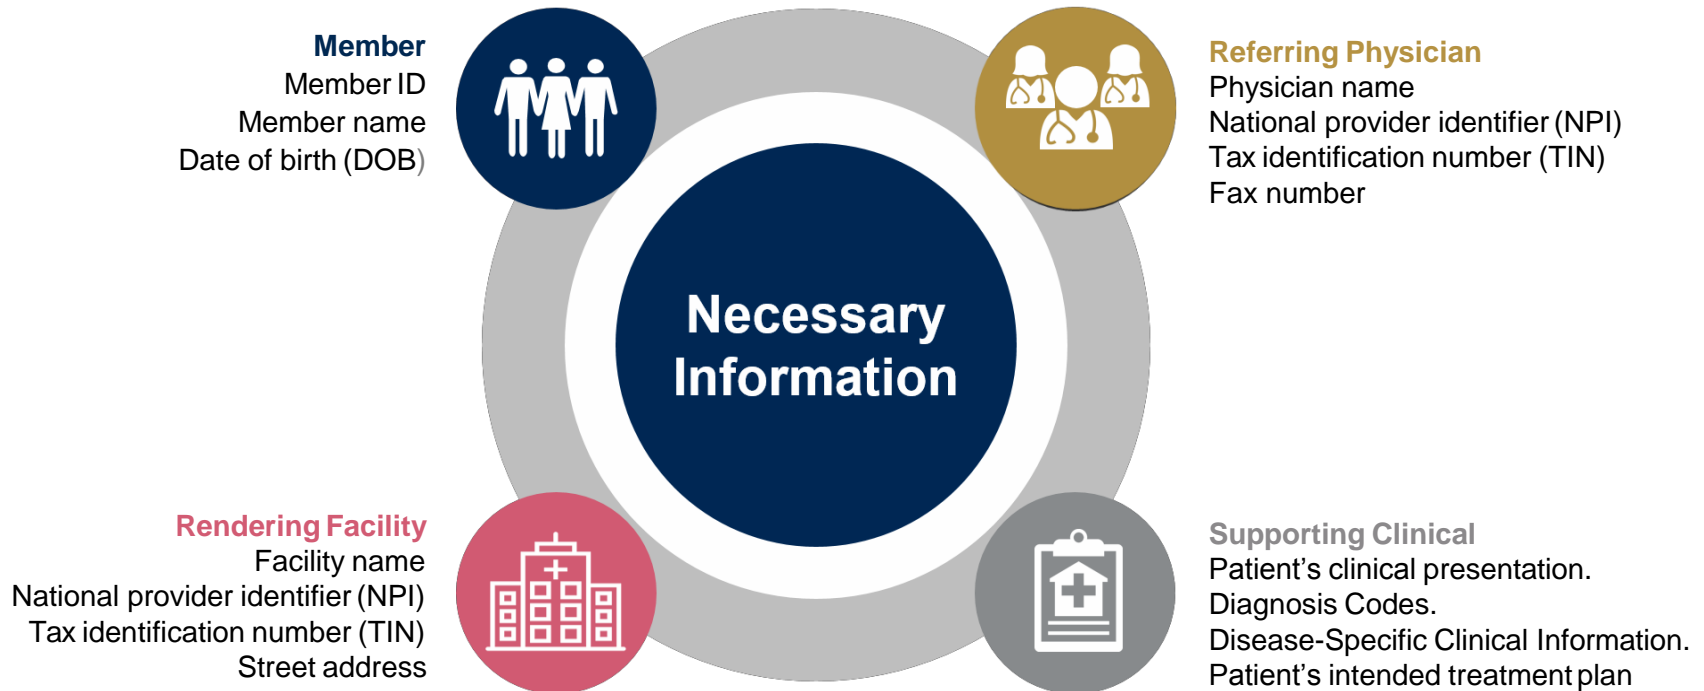 Member
Member ID
Member name
Date of birth (DOB)
Referring Physician
Physician name
National provider identifier (NPI)
Tax identification number (TIN)
Fax number
Necessary
Information
Rendering Facility
Facility name
National provider identifier (NPI)
Tax identification number (TIN)
Street address
Supporting Clinical
Patient’s clinical presentation.
Diagnosis Codes.
Disease-Specific Clinical Information.
Patient’s intended treatment plan